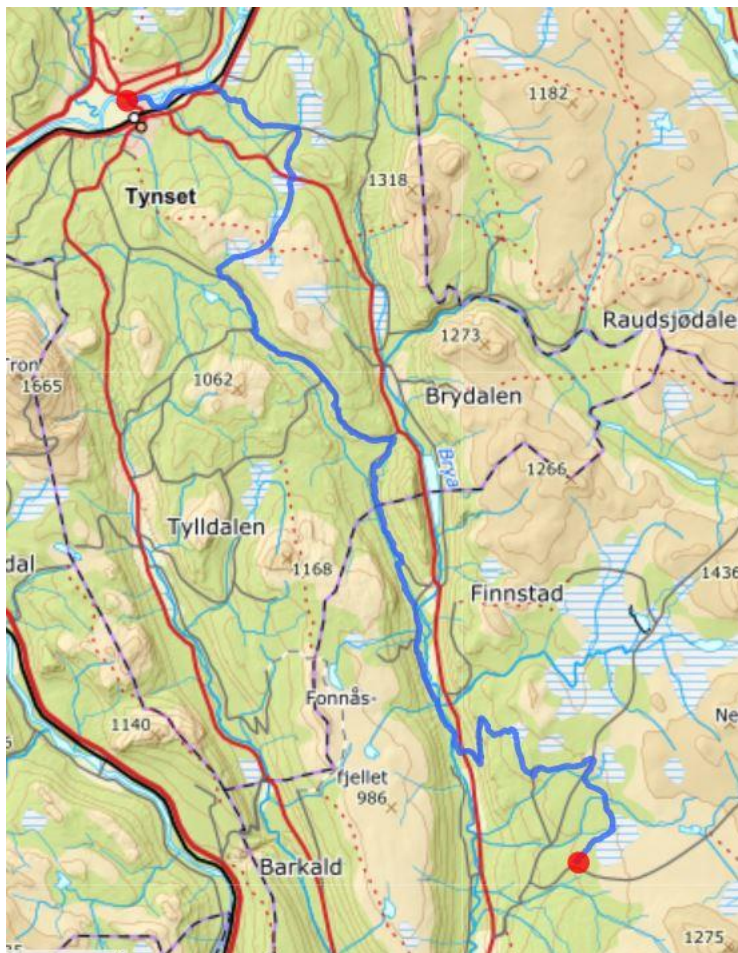 1182
1318
Tynset
Raudsjødale
1273
Tron
1665
1062
Brydalen
Brya
1266
Tylldalen
dal
1168
1436
Finnstad
Fonnås-
Ne
1140
fjellet
986
Barkald
1275